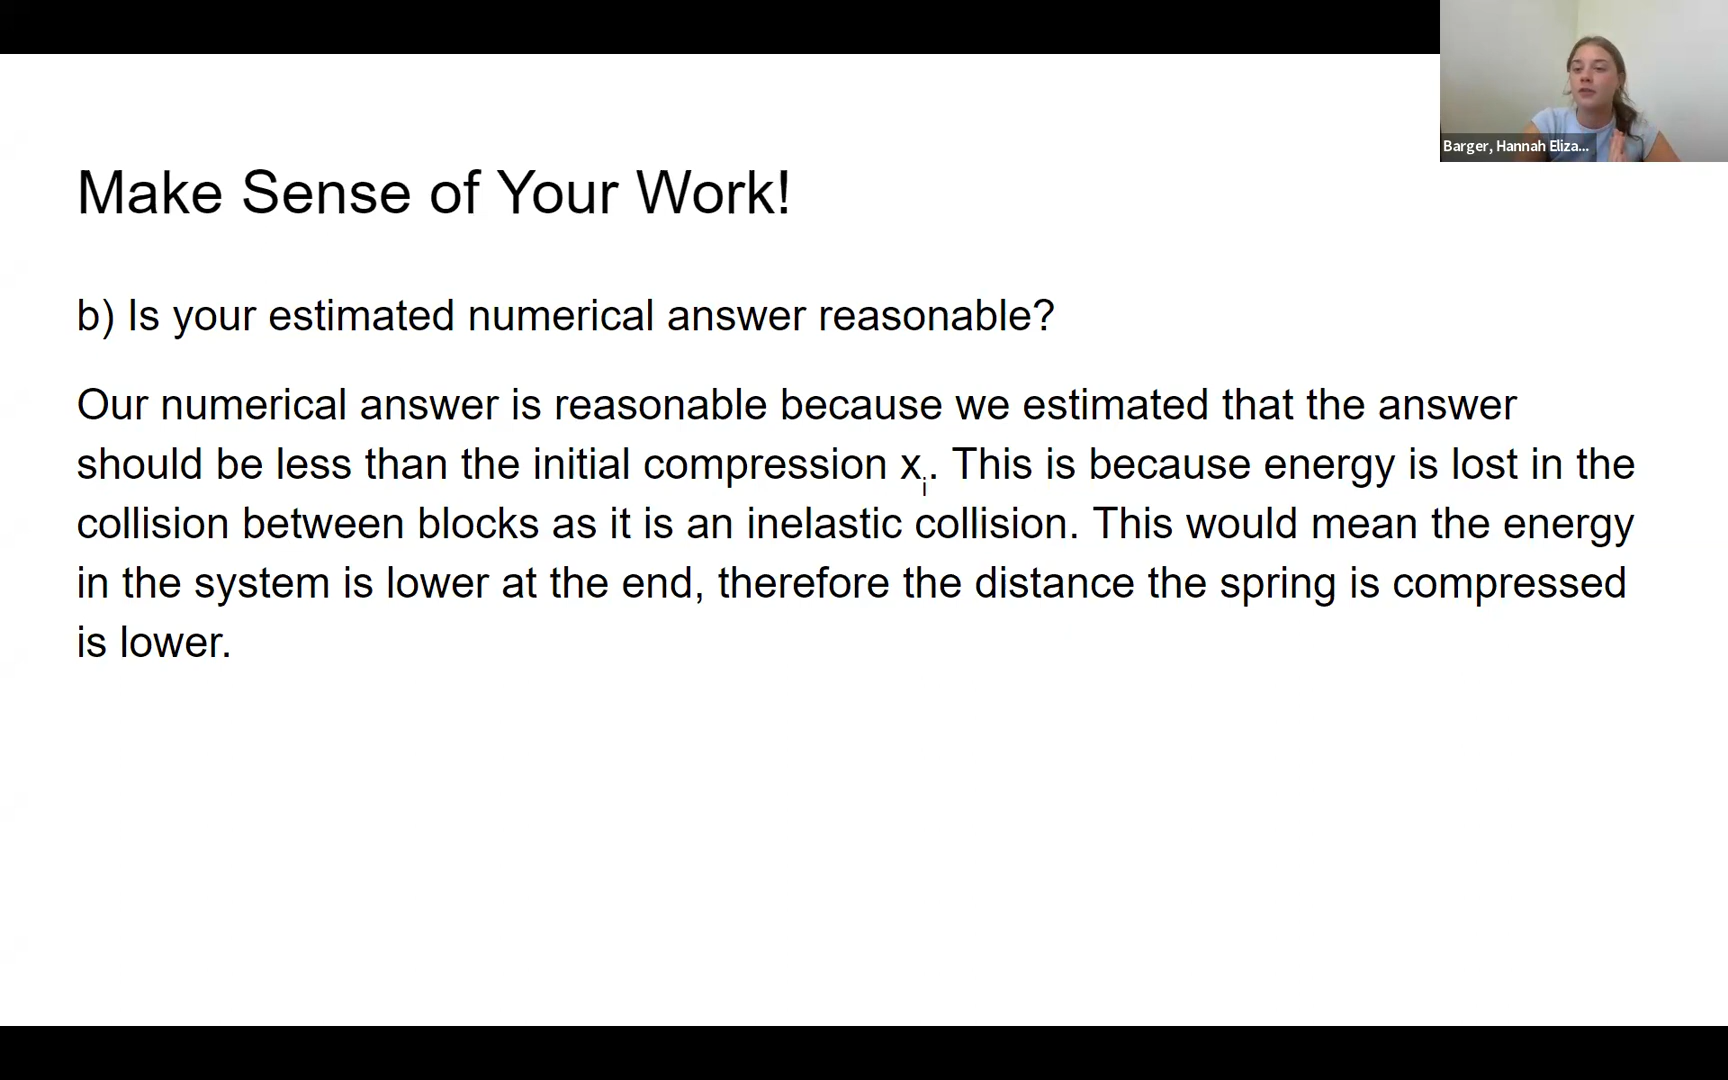 Barger, Hannah Eliza...
Make Sense of Your Work!
b) Is your estimated numerical answer reasonable?
Our numerical answer is reasonable because we estimated that the answer
should be less than the initial compression xᵢ. This is because energy is lost in the
collision between blocks as it is an inelastic collision. This would mean the energy
in the system is lower at the end, therefore the distance the spring is compressed
is lower.